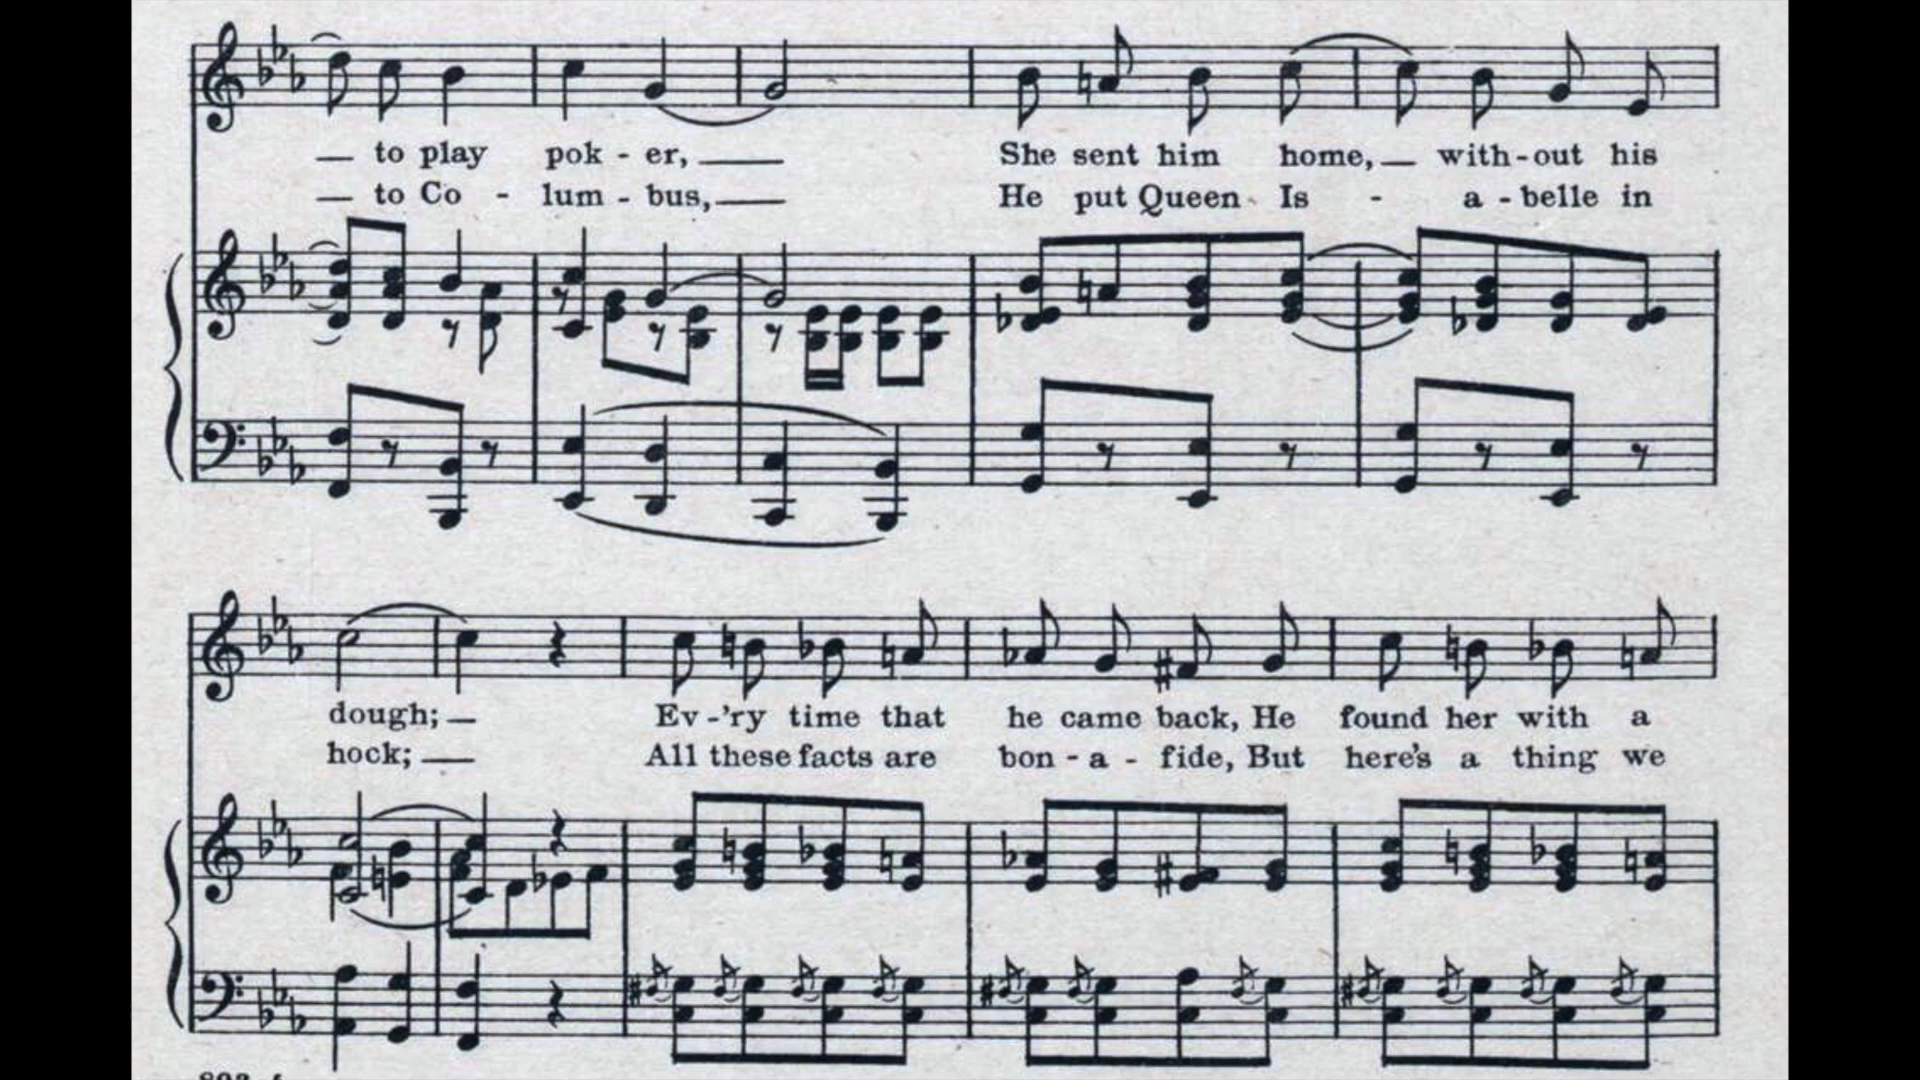 — to play pok - er, — She sent him home, — with-out his
— to Co - lum - bus, — He put Queen Is - a - belle in
dough; — Ev-'ry time that he came back, He found her with a
hock; — All these facts are bon - a - fide, But here's a thing we